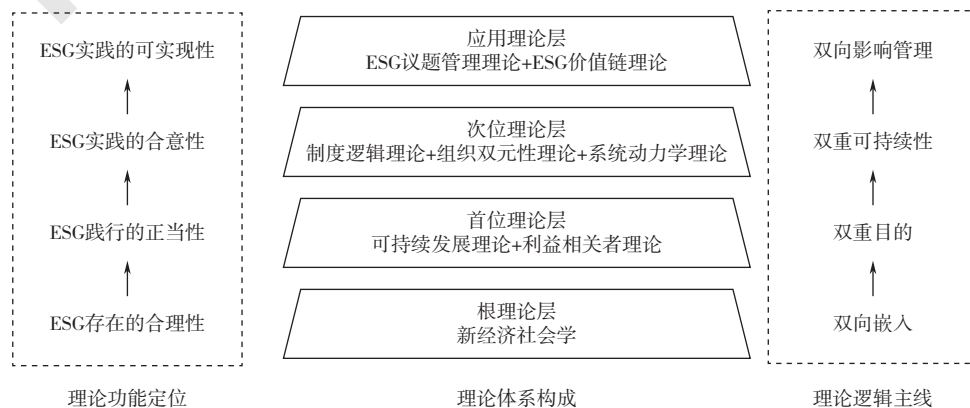 ESG实践的可实现性
ESG实践的合意性
ESG践行的正当性
ESG存在的合理性
理论功能定位
应用理论层
ESG议题管理理论+ESG价值链理论
次位理论层
制度逻辑理论+组织双元性理论+系统动力学理论
首位理论层
可持续发展理论+利益相关者理论
根理论层
新经济社会学
理论体系构成
双向影响管理
双重可持续性
双重目的
双向嵌入
理论逻辑主线